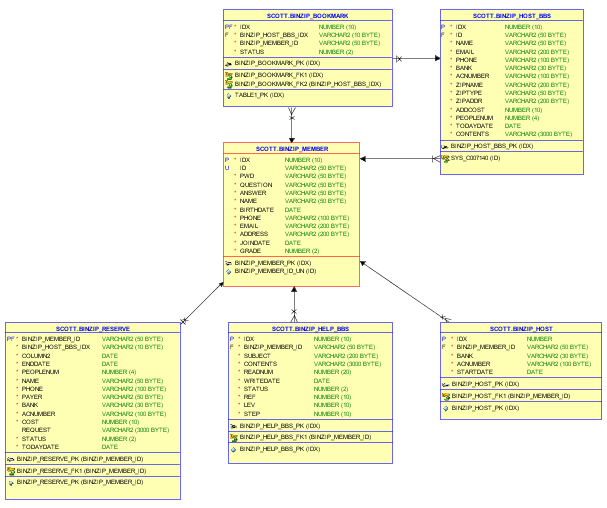 SCOTT.BINZIP_BOOKMARK
PF* IDX NUMBER (10)
F * BINZIP_HOST_BBS_IDX VARCHAR2 (10 BYTE)
* BINZIP_MEMBER_ID VARCHAR2 (50 BYTE)
* STATUS NUMBER (2)
BINZIP_BOOKMARK_PK (IDX)
BINZIP_BOOKMARK_FK1 (IDX)
BINZIP_BOOKMARK_FK2 (BINZIP_HOST_BBS_IDX)
TABLE1_PK (IDX)
SCOTT.BINZIP_HOST_BBS
P * IDX NUMBER (10)
F * ID VARCHAR2 (50 BYTE)
* NAME VARCHAR2 (50 BYTE)
* EMAIL VARCHAR2 (200 BYTE)
* PHONE VARCHAR2 (100 BYTE)
* BANK VARCHAR2 (30 BYTE)
* ACNUMBER VARCHAR2 (100 BYTE)
* ZIPNAME VARCHAR2 (200 BYTE)
* ZIPTYPE VARCHAR2 (50 BYTE)
* ZIPADDR VARCHAR2 (200 BYTE)
* ADDCOST NUMBER (10)
* PEOPLENUM NUMBER (4)
* TODAYDATE DATE
* CONTENTS VARCHAR2 (3000 BYTE)
BINZIP_HOST_BBS_PK (IDX)
SYS_C007140 (ID)
SCOTT.BINZIP_MEMBER
P * IDX NUMBER (10)
U ID VARCHAR2 (50 BYTE)
* PWD VARCHAR2 (50 BYTE)
* QUESTION VARCHAR2 (50 BYTE)
* ANSWER VARCHAR2 (50 BYTE)
* NAME VARCHAR2 (50 BYTE)
* BIRTHDATE DATE
* PHONE VARCHAR2 (100 BYTE)
* EMAIL VARCHAR2 (200 BYTE)
* ADDRESS VARCHAR2 (200 BYTE)
* JOINDATE DATE
* GRADE NUMBER (2)
BINZIP_MEMBER_PK (IDX)
BINZIP_MEMBER_ID_UN (ID)
SCOTT.BINZIP_RESERVE
PF* BINZIP_MEMBER_ID VARCHAR2 (50 BYTE)
* BINZIP_HOST_BBS_IDX VARCHAR2 (10 BYTE)
* COLUMN2 DATE
* ENDDATE DATE
* PEOPLENUM NUMBER (4)
* NAME VARCHAR2 (50 BYTE)
* PHONE VARCHAR2 (100 BYTE)
* PAYER VARCHAR2 (50 BYTE)
* BANK VARCHAR2 (30 BYTE)
* ACNUMBER VARCHAR2 (100 BYTE)
* COST NUMBER (10)
REQUEST VARCHAR2 (3000 BYTE)
* STATUS NUMBER (2)
* TODAYDATE DATE
BINZIP_RESERVE_PK (BINZIP_MEMBER_ID)
BINZIP_RESERVE_FK1 (BINZIP_MEMBER_ID)
BINZIP_RESERVE_PK (BINZIP_MEMBER_ID)
SCOTT.BINZIP_HELP_BBS
P * IDX NUMBER (10)
F * BINZIP_MEMBER_ID VARCHAR2 (50 BYTE)
* SUBJECT VARCHAR2 (200 BYTE)
* CONTENTS VARCHAR2 (3000 BYTE)
* READNUM NUMBER (20)
* WRITEDATE DATE
* STATUS NUMBER (2)
* REF NUMBER (10)
* LEV NUMBER (10)
* STEP NUMBER (10)
BINZIP_HELP_BBS_PK (IDX)
BINZIP_HELP_BBS_FK1 (BINZIP_MEMBER_ID)
BINZIP_HELP_BBS_PK (IDX)
SCOTT.BINZIP_HOST
P * IDX NUMBER
F * BINZIP_MEMBER_ID VARCHAR2 (50 BYTE)
* BANK VARCHAR2 (30 BYTE)
* ACNUMBER VARCHAR2 (100 BYTE)
* STARTDATE DATE
BINZIP_HOST_PK (IDX)
BINZIP_HOST_FK1 (BINZIP_MEMBER_ID)
BINZIP_HOST_PK (IDX)